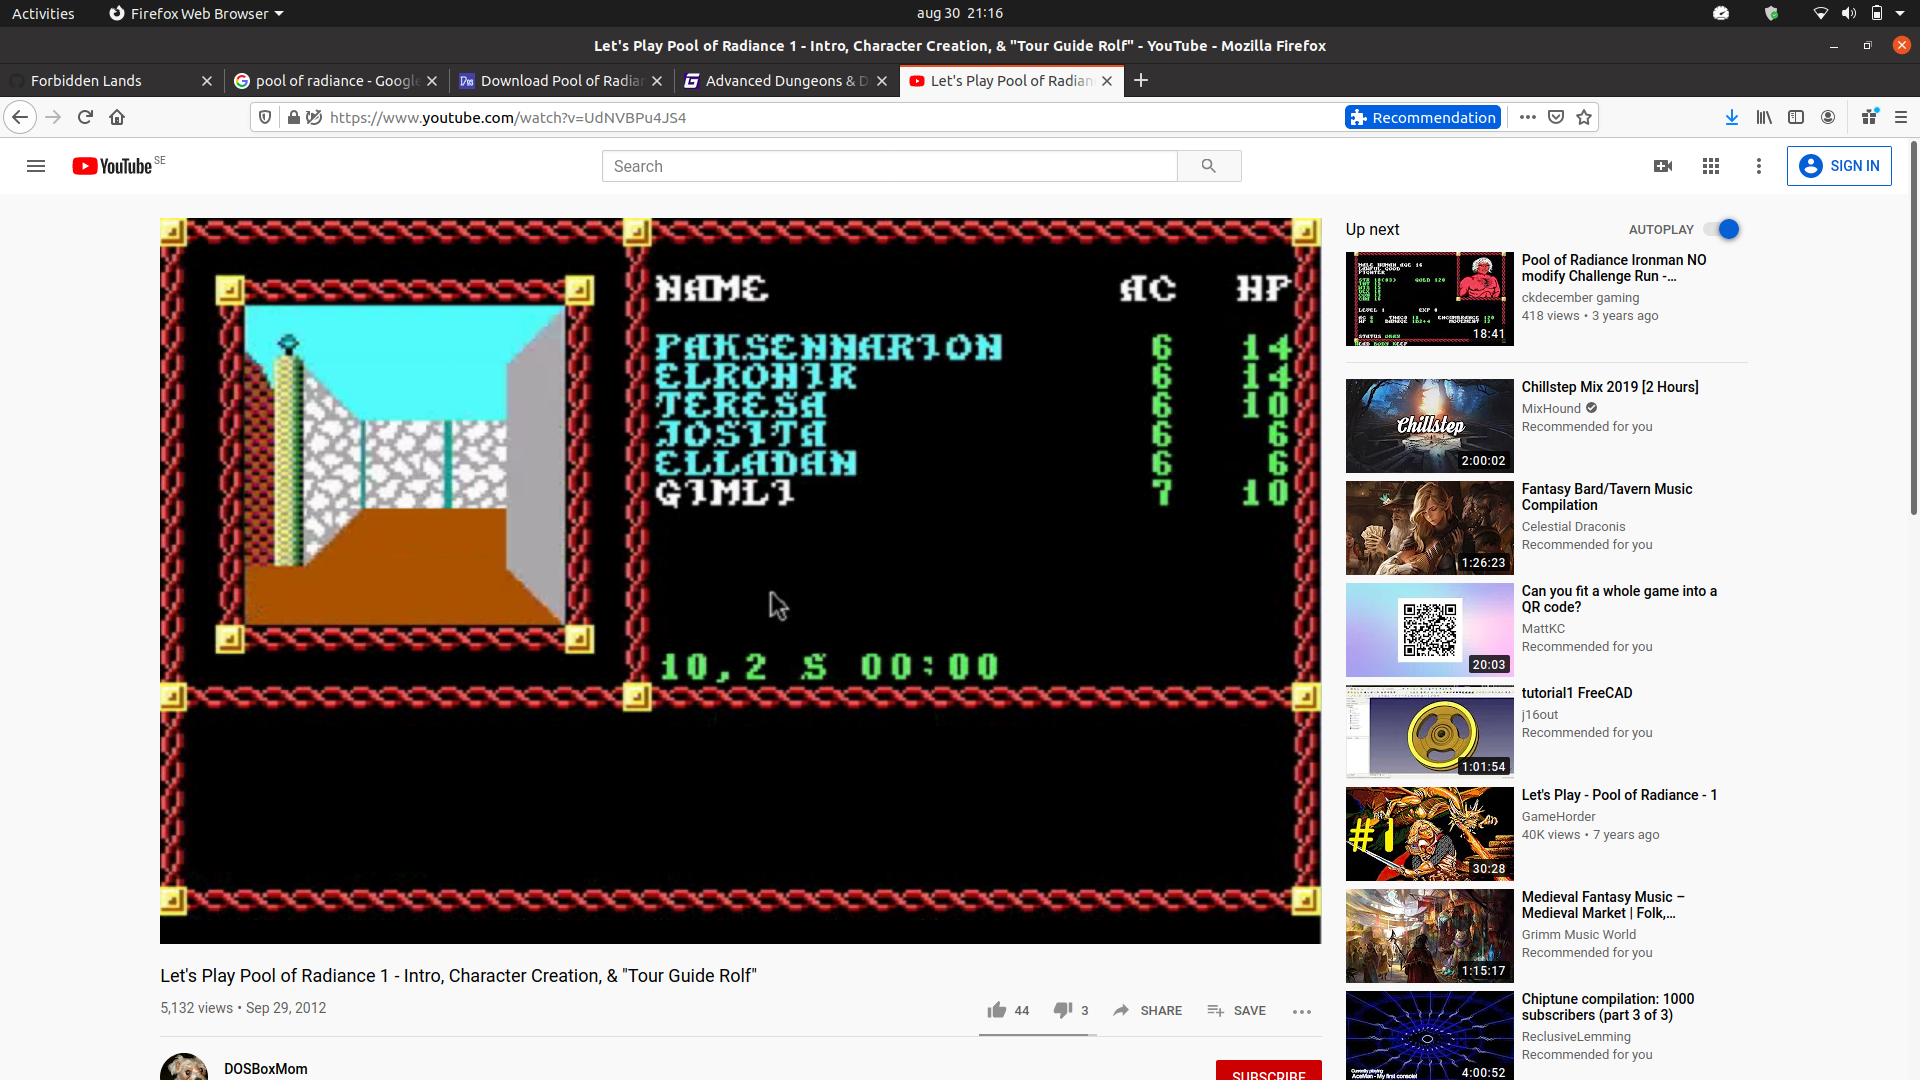 Activities
Firefox Web Browser
aug 30 21:16
Let's Play Pool of Radiance 1 - Intro, Character Creation, & "Tour Guide Rolf" - YouTube - Mozilla Firefox
Forbidden Lands
pool of radiance - Google
Download Pool of Radian
Advanced Dungeons & D
Let's Play Pool of Radian
https://www.youtube.com/watch?v=UdNVBPu4JS4
Recommendation
YouTube SE
Search
SIGN IN
NAME AC HP
PAKSENNARION 6 14
ELROHIR 6 14
TERESA 6 10
JOSITA 6 6
ELLADAN 6 6
GIMLI 7 10
10,2 S 00:00
Let's Play Pool of Radiance 1 - Intro, Character Creation, & "Tour Guide Rolf"
5,132 views • Sep 29, 2012
44
3
SHARE
SAVE
DOSBoxMom
SUBSCRIBE
Up next
AUTOPLAY
18:41
Pool of Radiance Ironman NO
modify Challenge Run -...
ckdecember gaming
418 views • 3 years ago
Chillstep
2:00:02
Chillstep Mix 2019 [2 Hours]
MixHound
Recommended for you
1:26:23
Fantasy Bard/Tavern Music
Compilation
Celestial Draconis
Recommended for you
20:03
Can you fit a whole game into a
QR code?
MattKC
Recommended for you
1:01:54
tutorial1 FreeCAD
j16out
Recommended for you
#1
30:28
Let's Play - Pool of Radiance - 1
GameHorder
40K views • 7 years ago
1:15:17
Medieval Fantasy Music –
Medieval Market | Folk,...
Grimm Music World
Recommended for you
4:00:52
Chiptune compilation: 1000
subscribers (part 3 of 3)
ReclusiveLemming
Recommended for you